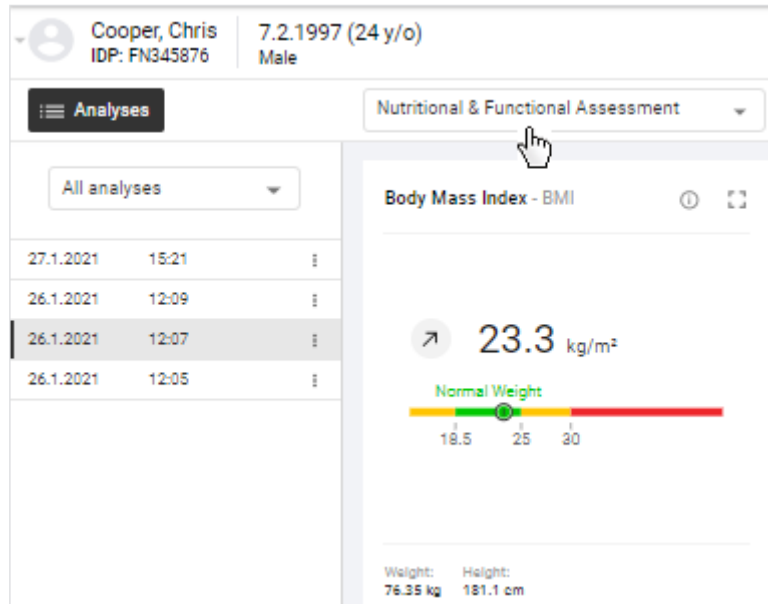 Cooper, Chris
IDP: FN345876
7.2.1997 (24 y/o)
Male
Analyses
Nutritional & Functional Assessment
All analyses
27.1.2021 15:21
26.1.2021 12:09
26.1.2021 12:07
26.1.2021 12:05
Body Mass Index - BMI
23.3 kg/m²
Normal Weight
18.5 25 30
Weight: Height:
76.35 kg 181.1 cm